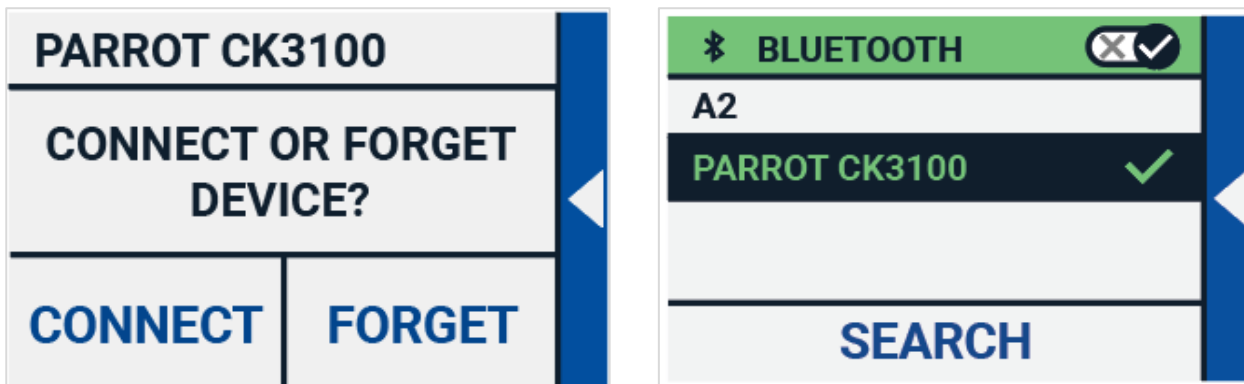 PARROT CK3100
CONNECT OR FORGET
DEVICE?
CONNECT
FORGET
BLUETOOTH
A2
PARROT CK3100
SEARCH